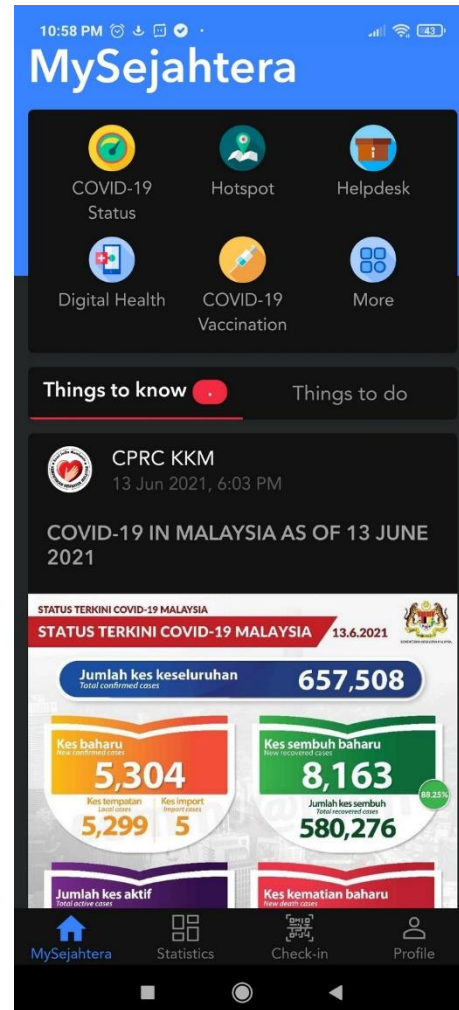 10:58 PM
43
MySejahtera
COVID-19
Status
Hotspot
Helpdesk
Digital Health
COVID-19
Vaccination
More
Things to know .
Things to do
CPRC KKM
13 Jun 2021, 6:03 PM
COVID-19 IN MALAYSIA AS OF 13 JUNE
2021
STATUS TERKINI COVID-19 MALAYSIA
STATUS TERKINI COVID-19 MALAYSIA 13.6.2021
Jumlah kes keseluruhan
Total confirmed cases
657,508
Kes baharu
New confirmed cases
5,304
Kes tempatan
Local cases
5,299
Kes import
Import cases
5
Kes sembuh baharu
New recovered cases
8,163
88.25%
Jumlah kes sembuh
Total recovered cases
580,276
Jumlah kes aktif
Total active cases
Kes kematian baharu
New death cases
MySejahtera
Statistics
Check-in
Profile